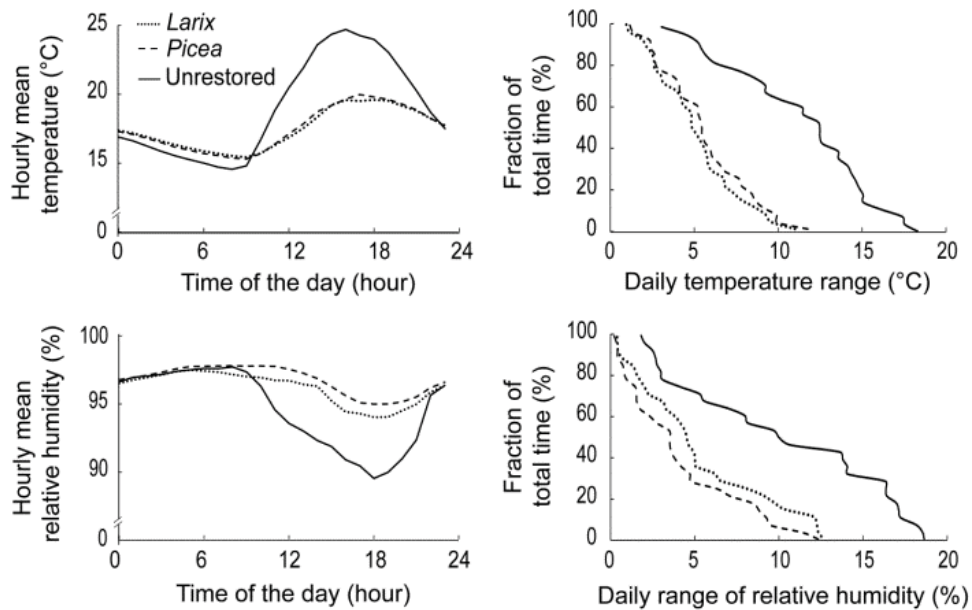 Hourly mean
temperature (°C)
25
20
15
0
Larix
Picea
Unrestored
0 6 12 18 24
Time of the day (hour)
Fraction of
total time (%)
100
80
60
40
20
0
0 5 10 15 20
Daily temperature range (°C)
Hourly mean
relative humidity (%)
100
95
90
0
0 6 12 18 24
Time of the day (hour)
Fraction of
total time (%)
100
80
60
40
20
0
0 5 10 15 20
Daily range of relative humidity (%)